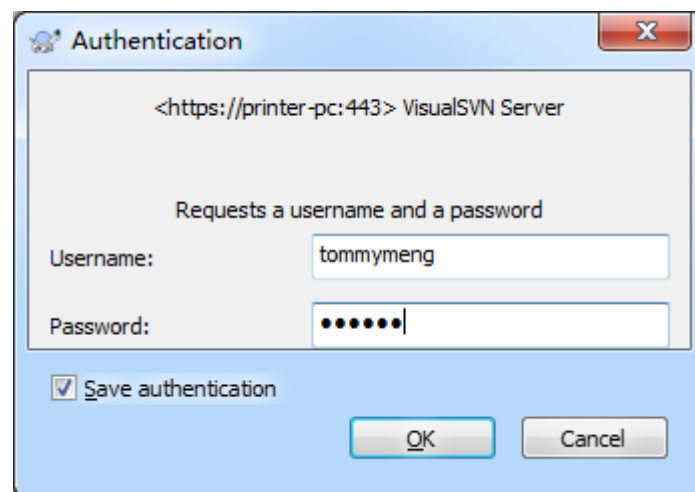 Authentication
<https://printer-pc:443> VisualSVN Server
Requests a username and a password
Username: tommymeng
Password: ••••••
Save authentication
OK Cancel